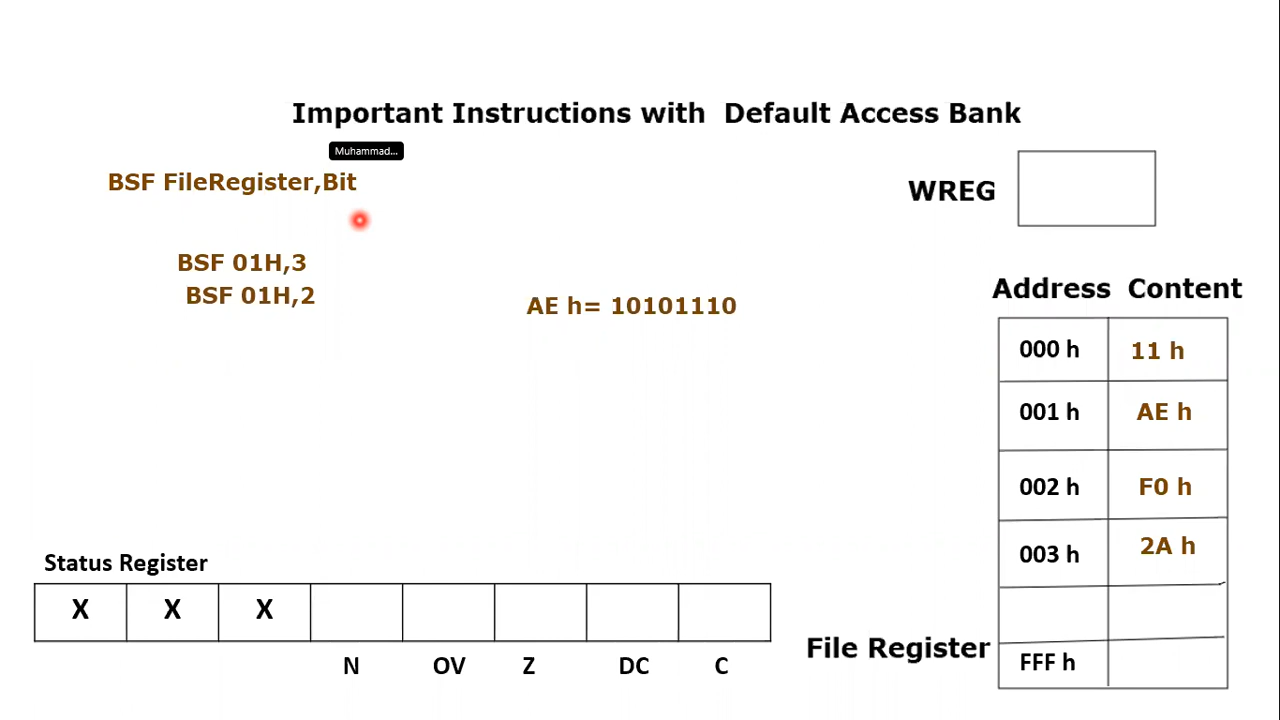 Important Instructions with Default Access Bank
Muhammad...
BSF FileRegister,Bit
WREG
BSF 01H,3
BSF 01H,2
AE h= 10101110
Address Content
000 h 11 h
001 h AE h
002 h F0 h
003 h 2A h
FFF h
File Register
Status Register
X X X
N OV Z DC C